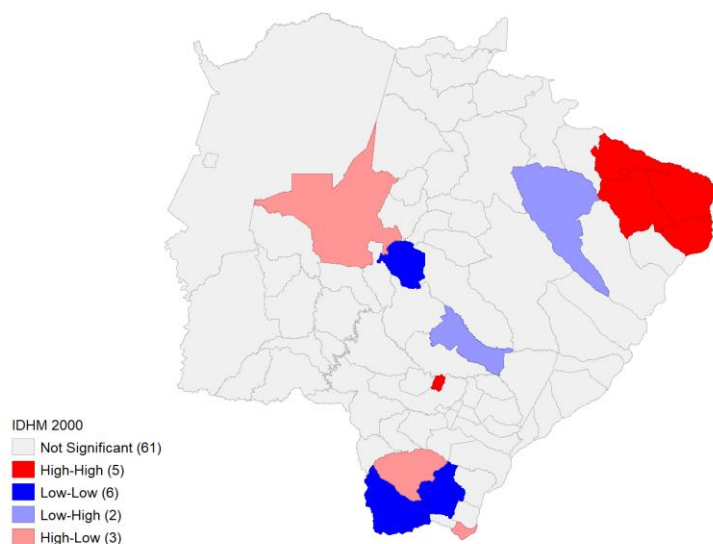 IDHM 2000
Not Significant (61)
High-High (5)
Low-Low (6)
Low-High (2)
High-Low (3)